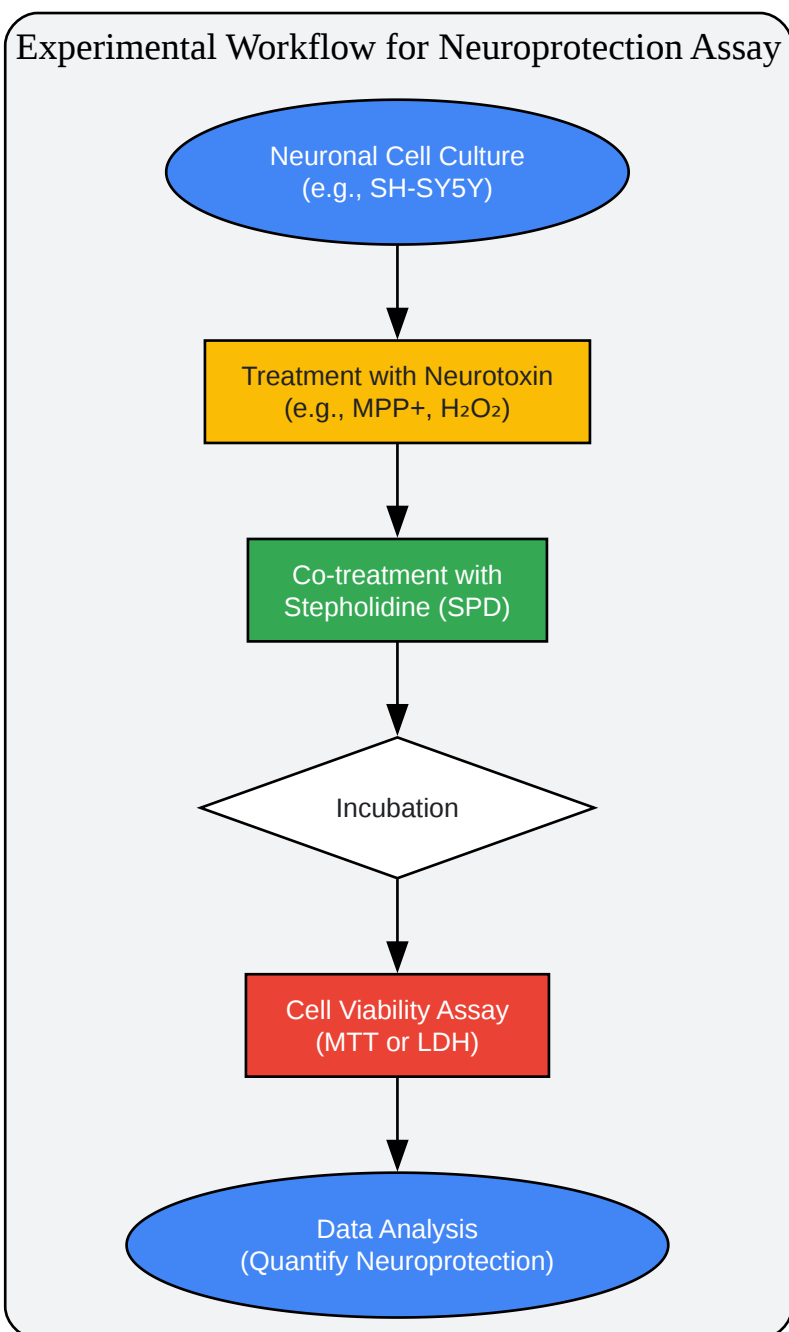 Experimental Workflow for Neuroprotection Assay
Neuronal Cell Culture
(e.g., SH-SY5Y)
Treatment with Neurotoxin
(e.g., MPP+, H₂O₂)
Co-treatment with
Stepholidine (SPD)
Incubation
Cell Viability Assay
(MTT or LDH)
Data Analysis
(Quantify Neuroprotection)